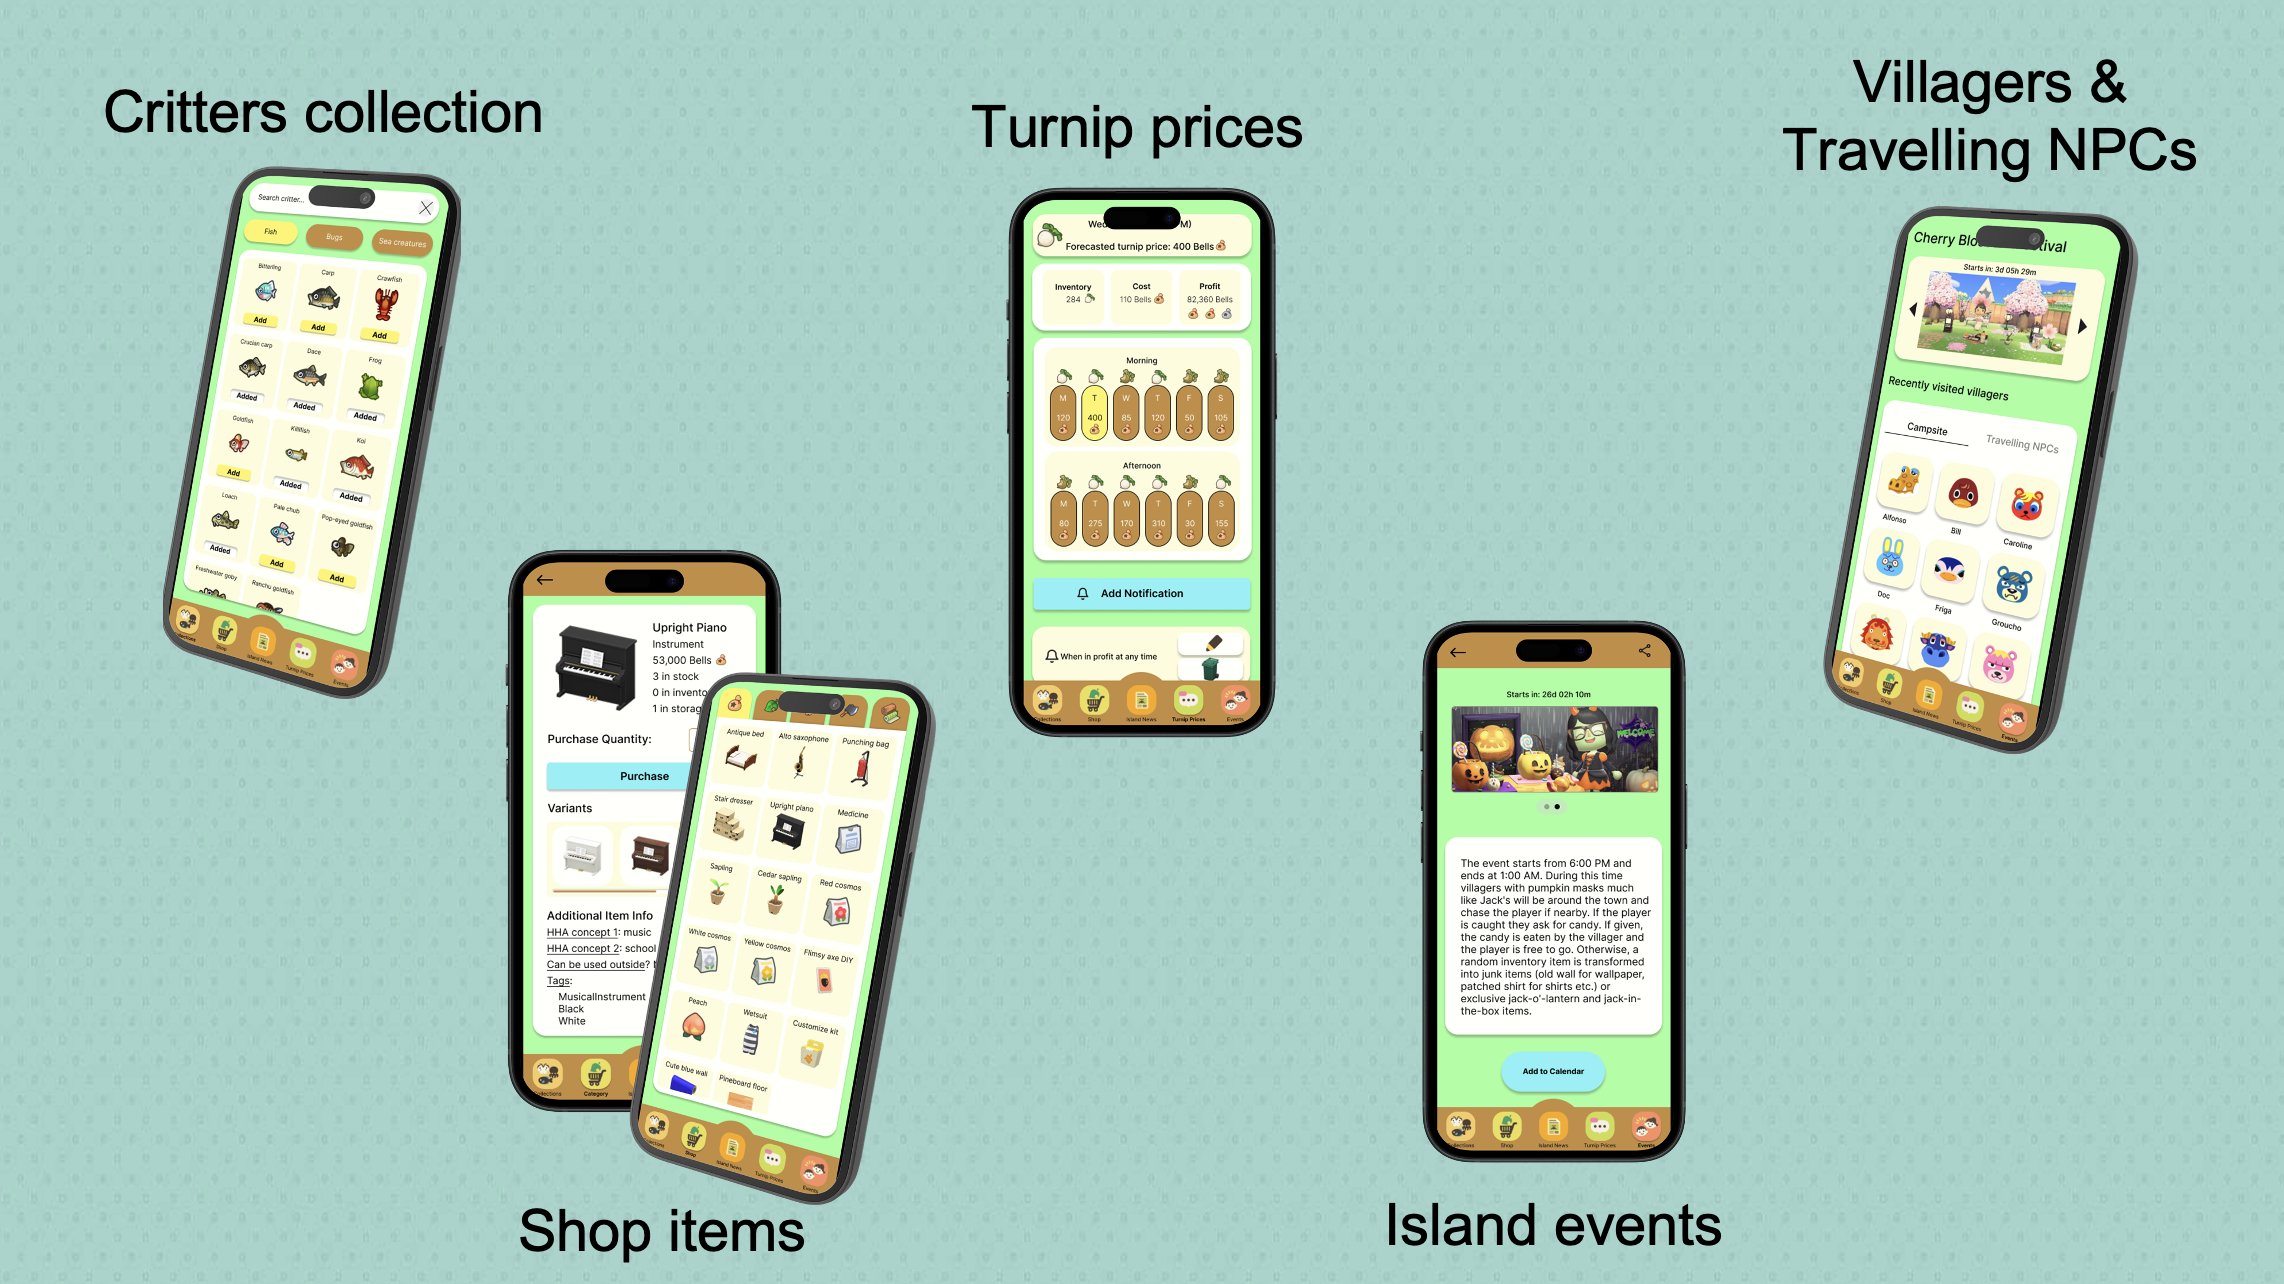 Critters collection
Search critter...
Fish
Bugs
Sea creatures
Bitterling
Carp
Crawfish
Add
Add
Add
Crucian carp
Dace
Frog
Added
Added
Added
Goldfish
Killifish
Koi
Add
Added
Added
Loach
Pale chub
Pop-eyed goldfish
Added
Add
Add
Freshwater goby
Ranchu goldfish
Shop
Island News
Turnip Prices
Events
Upright Piano
Instrument
53,000 Bells
3 in stock
0 in invento
1 in storag
Purchase Quantity:
Purchase
Variants
Additional Item Info
HHA concept 1: music
HHA concept 2: school
Can be used outside?
Tags:
MusicalInstrument
Black
White
Category
Antique bed
Alto saxophone
Punching bag
Stair dresser
Upright piano
Medicine
Sapling
Cedar sapling
Red cosmos
White cosmos
Yellow cosmos
Flimsy axe DIY
Peach
Wetsuit
Customize kit
Cute blue wall
Pineboard floor
Shop
Island News
Turnip Prices
Events
Shop items
Turnip prices
Wed M)
Forecasted turnip price: 400 Bells
Inventory
284
Cost
110 Bells
Profit
82,360 Bells
Morning
M T W T F S
120 400 85 120 50 105
Afternoon
M T W T F S
80 275 170 310 30 155
Add Notification
When in profit at any time
ollections
Shop
Island News
Turnip Prices
Events
Starts in: 26d 02h 10m
WELCOME
The event starts from 6:00 PM and
ends at 1:00 AM. During this time
villagers with pumpkin masks much
like Jack's will be around the town and
chase the player if nearby. If the player
is caught they ask for candy. If given,
the candy is eaten by the villager and
the player is free to go. Otherwise, a
random inventory item is transformed
into junk items (old wall for wallpaper,
patched shirt for shirts etc.) or
exclusive jack-o'-lantern and jack-in-
the-box items.
Add to Calendar
ollections
Shop
Island News
Turnip Prices
Events
Island events
Villagers &
Travelling NPCs
Cherry Blo tival
Starts in: 3d 05h 29m
Recently visited villagers
Campsite
Travelling NPCs
Alfonso
Bill
Caroline
Doc
Friga
Groucho
Shop
Island News
Turnip Prices
Events